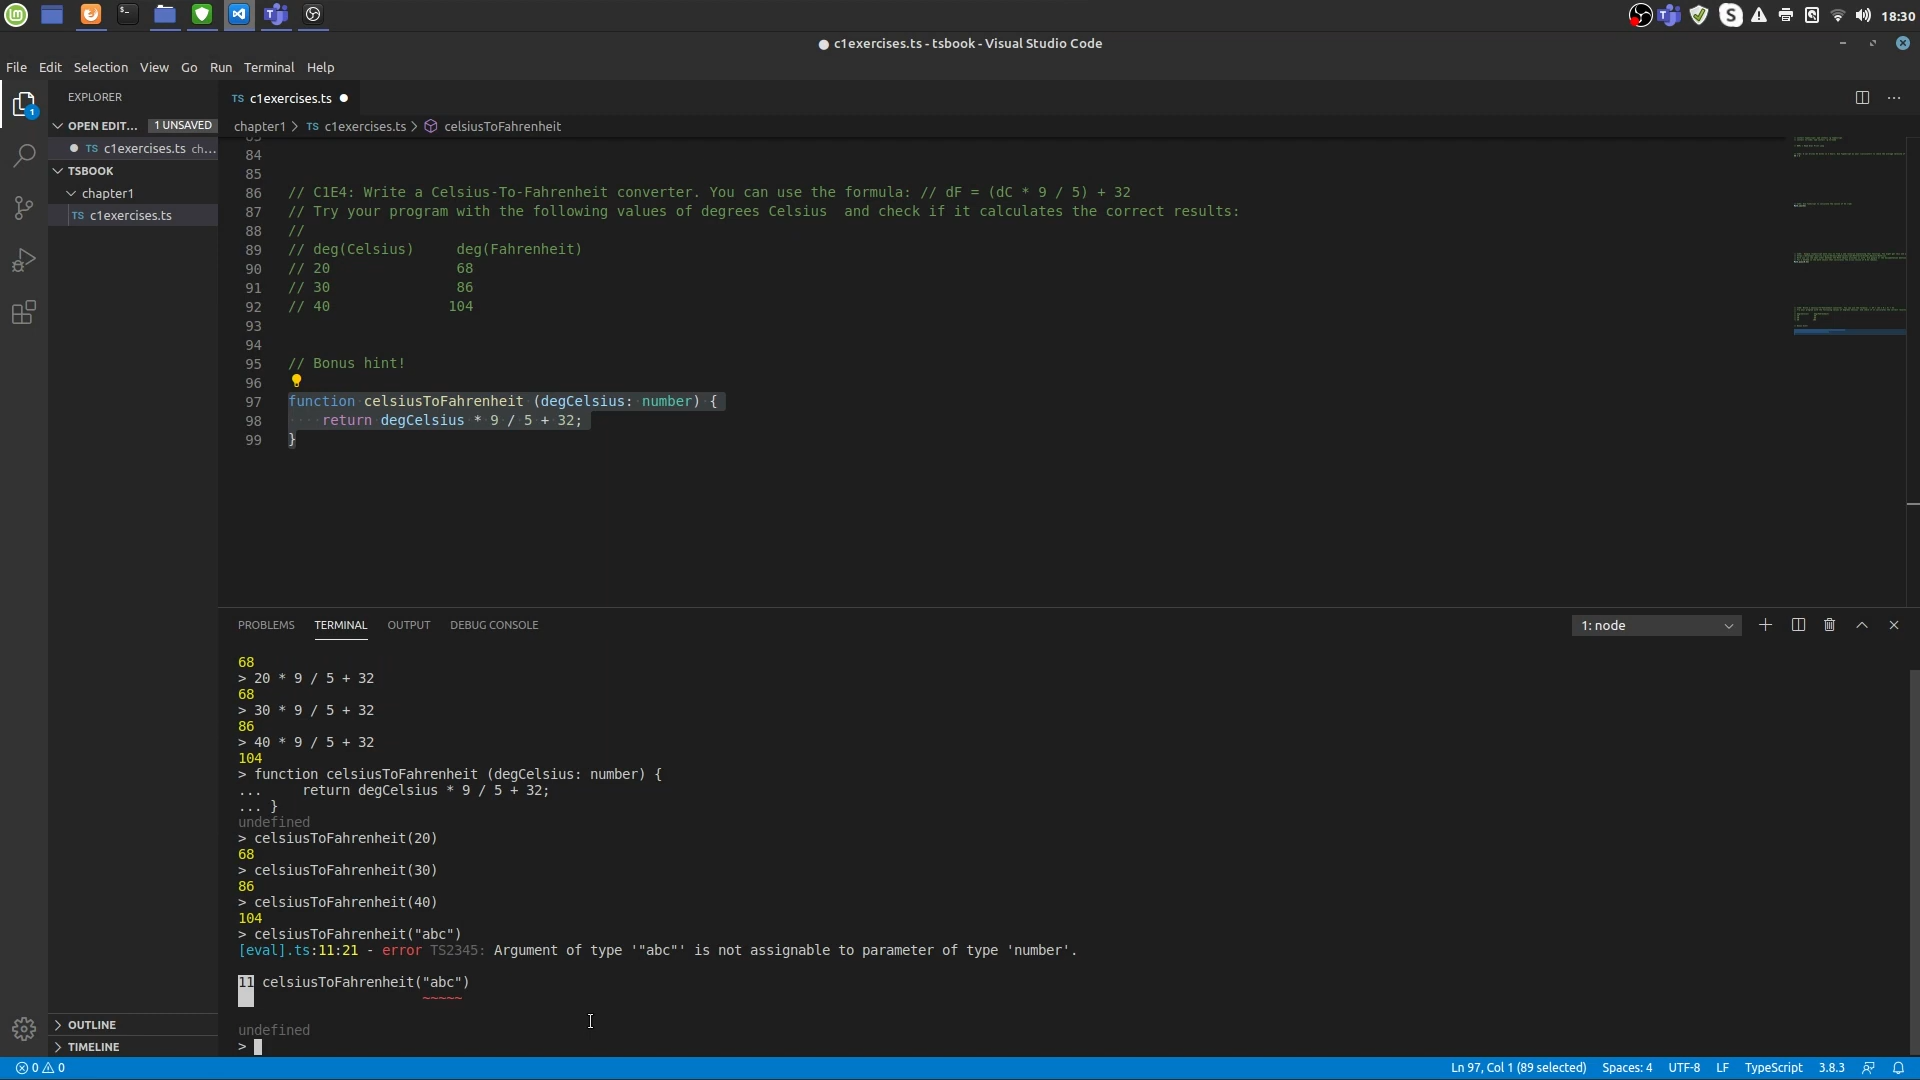 18:30
c1exercises.ts - tsbook - Visual Studio Code
File Edit Selection View Go Run Terminal Help
EXPLORER
OPEN EDIT... 1 UNSAVED
TS c1exercises.ts ch...
TSBOOK
chapter1
TS c1exercises.ts
OUTLINE
TIMELINE
TS c1exercises.ts
chapter1 > TS c1exercises.ts > celsiusToFahrenheit
84
85
86 // C1E4: Write a Celsius-To-Fahrenheit converter. You can use the formula: // dF = (dC * 9 / 5) + 32
87 // Try your program with the following values of degrees Celsius  and check if it calculates the correct results:
88 //
89 // deg(Celsius)     deg(Fahrenheit)
90 // 20               68
91 // 30               86
92 // 40              104
93
94
95 // Bonus hint!
96
97 function celsiusToFahrenheit (degCelsius: number) {
98     return degCelsius * 9 / 5 + 32;
99 }
PROBLEMS TERMINAL OUTPUT DEBUG CONSOLE
1: node
68
> 20 * 9 / 5 + 32
68
> 30 * 9 / 5 + 32
86
> 40 * 9 / 5 + 32
104
> function celsiusToFahrenheit (degCelsius: number) {
...     return degCelsius * 9 / 5 + 32;
... }
undefined
> celsiusToFahrenheit(20)
68
> celsiusToFahrenheit(30)
86
> celsiusToFahrenheit(40)
104
> celsiusToFahrenheit("abc")
[eval].ts:11:21 - error TS2345: Argument of type '"abc"' is not assignable to parameter of type 'number'.
11 celsiusToFahrenheit("abc")
~~~~~
undefined
>
0 0 Ln 97, Col 1 (89 selected) Spaces: 4 UTF-8 LF TypeScript 3.8.3